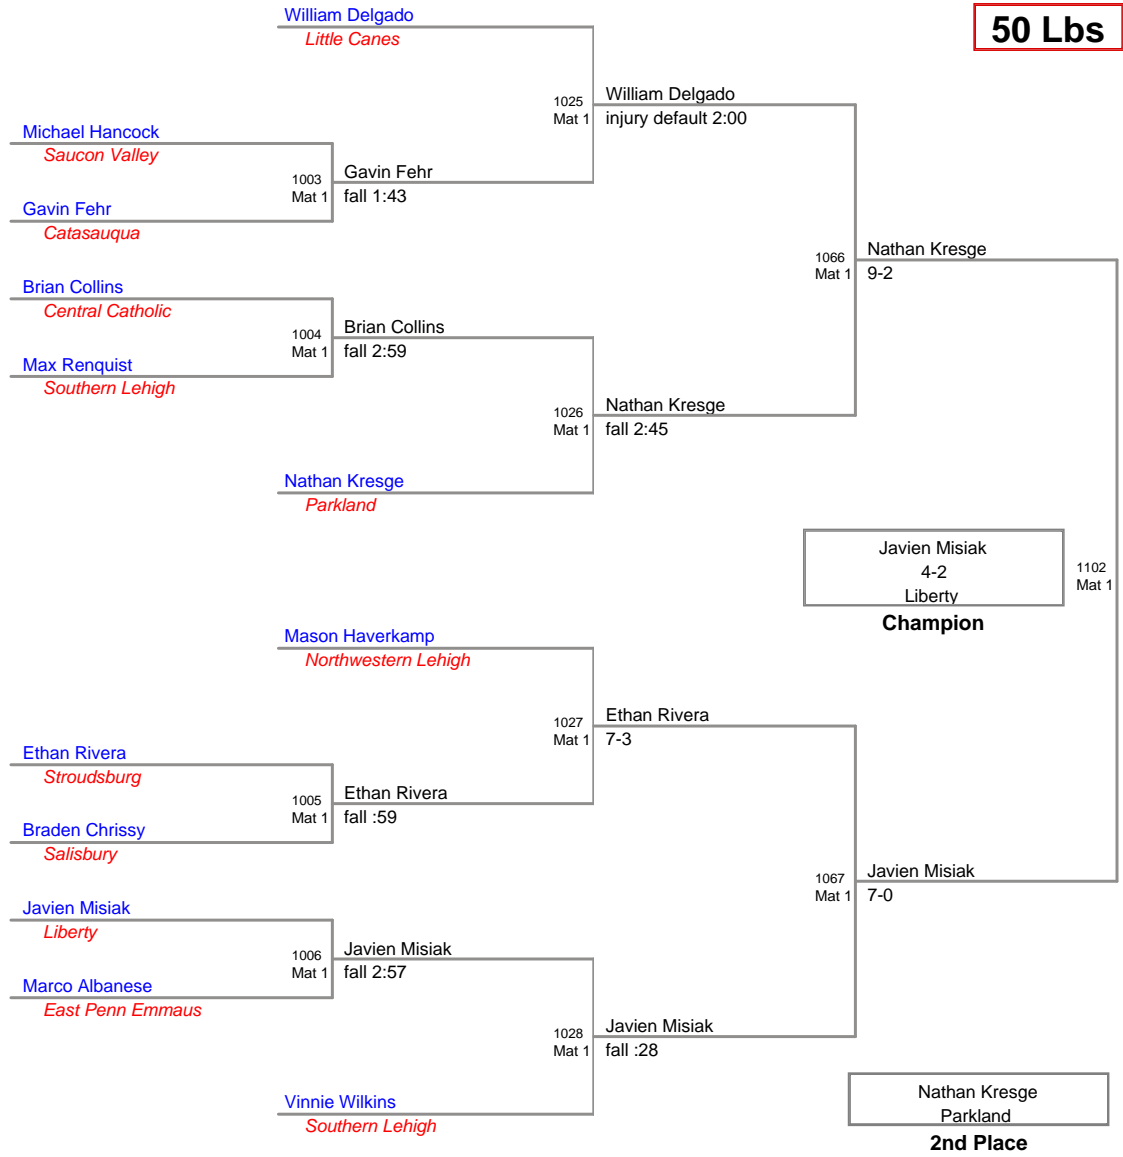 50 Lbs
William Delgado
Little Canes
1025
Mat 1
William Delgado
injury default 2:00
Michael Hancock
Saucon Valley
1003
Mat 1
Gavin Fehr
fall 1:43
Gavin Fehr
Catasauqua
1066
Mat 1
Nathan Kresge
9-2
Brian Collins
Central Catholic
1004
Mat 1
Brian Collins
fall 2:59
Max Renquist
Southern Lehigh
1026
Mat 1
Nathan Kresge
fall 2:45
Nathan Kresge
Parkland
Javien Misiak
4-2
Liberty
Champion
1102
Mat 1
Mason Haverkamp
Northwestern Lehigh
1027
Mat 1
Ethan Rivera
7-3
Ethan Rivera
Stroudsburg
1005
Mat 1
Ethan Rivera
fall :59
Braden Chrissy
Salisbury
1067
Mat 1
Javien Misiak
7-0
Javien Misiak
Liberty
1006
Mat 1
Javien Misiak
fall 2:57
Marco Albanese
East Penn Emmaus
1028
Mat 1
Javien Misiak
fall :28
Vinnie Wilkins
Southern Lehigh
Nathan Kresge
Parkland
2nd Place